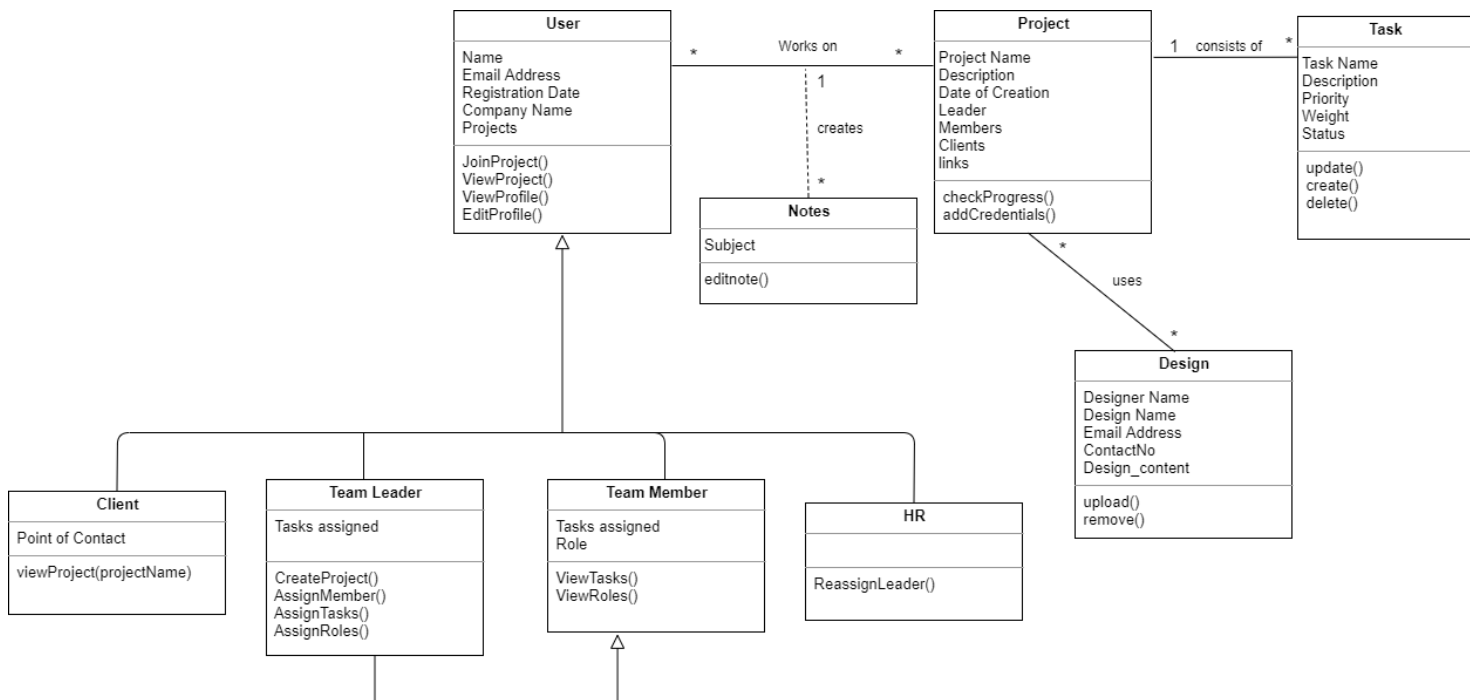 User
Name
Email Address
Registration Date
Company Name
Projects
JoinProject()
ViewProject()
ViewProfile()
EditProfile()
* Works on *
1
creates
*
Notes
Subject
editnote()
Project
Project Name
Description
Date of Creation
Leader
Members
Clients
links
checkProgress()
addCredentials()
1 consists of *
Task
Task Name
Description
Priority
Weight
Status
update()
create()
delete()
*
uses
*
Design
Designer Name
Design Name
Email Address
ContactNo
Design_content
upload()
remove()
Client
Point of Contact
viewProject(projectName)
Team Leader
Tasks assigned
CreateProject()
AssignMember()
AssignTasks()
AssignRoles()
Team Member
Tasks assigned
Role
ViewTasks()
ViewRoles()
HR
ReassignLeader()